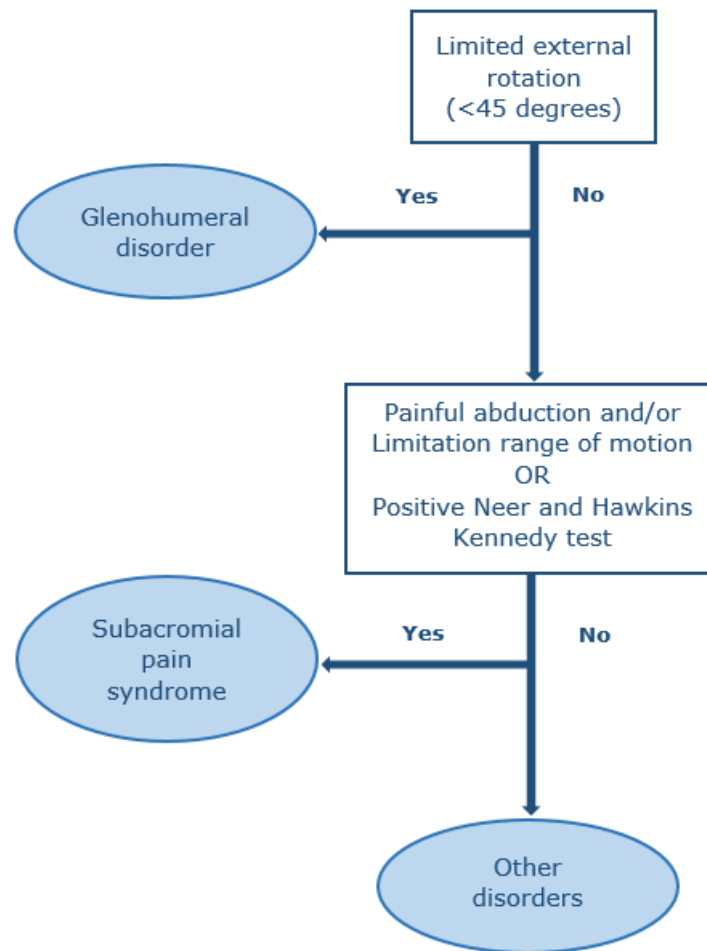 Limited external
rotation
(<45 degrees)
Yes
No
Glenohumeral
disorder
Painful abduction and/or
Limitation range of motion
OR
Positive Neer and Hawkins
Kennedy test
Yes
No
Subacromial
pain
syndrome
Other
disorders